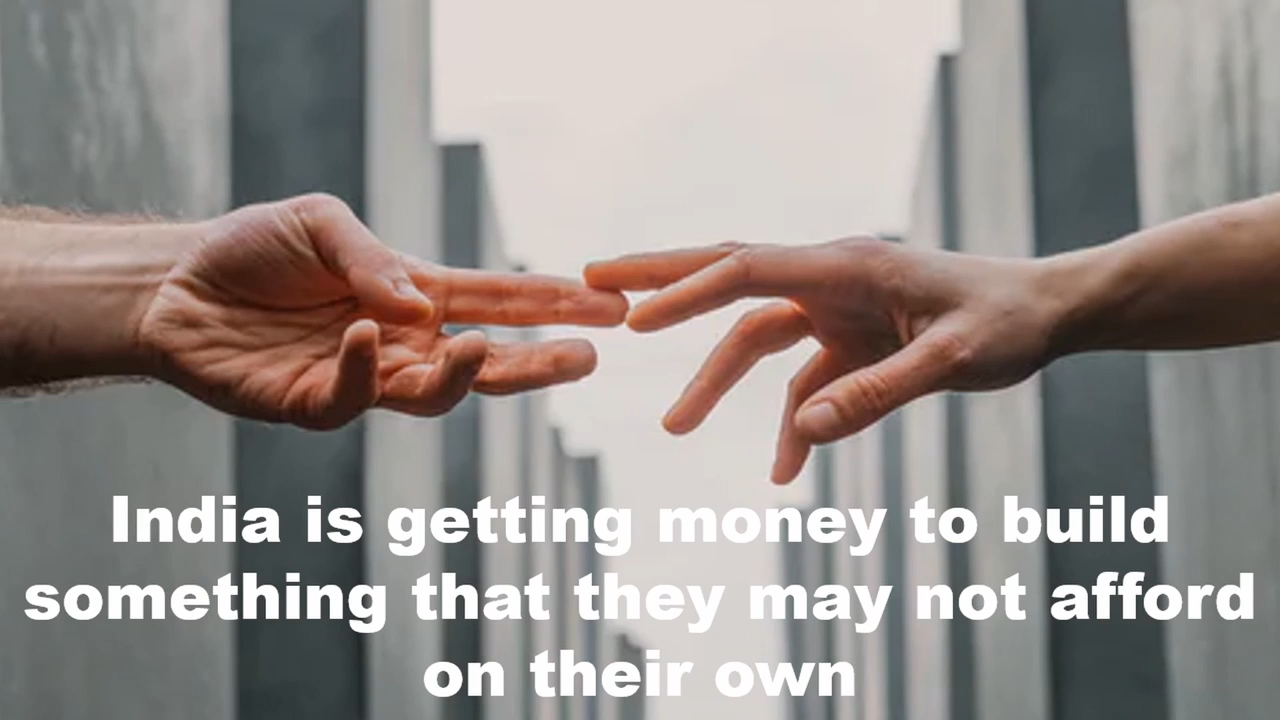 India is getting money to build
something that they may not afford
on their own